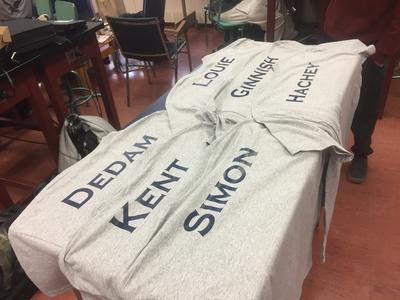 LOUIE
GINNISH
HACHEY
DEDAM
KENT
SIMON